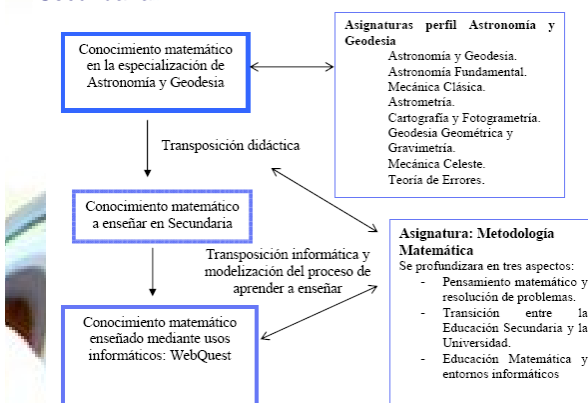 Conocimiento matemático
en la especialización de
Astronomía y Geodesia
Asignaturas perfil Astronomía y
Geodesia
Astronomía y Geodesia.
Astronomía Fundamental.
Mecánica Clásica.
Astrometría.
Cartografía y Fotogrametría.
Geodesia Geométrica y
Gravimetría.
Mecánica Celeste.
Teoría de Errores.
Transposición didáctica
Conocimiento matemático
a enseñar en Secundaria
Transposición informática y
modelización del proceso de
aprender a enseñar
Conocimiento matemático
enseñado mediante usos
informáticos: WebQuest
Asignatura: Metodología
Matemática
Se profundizara en tres aspectos:
- Pensamiento matemático y
resolución de problemas.
- Transición entre la
Educación Secundaria y la
Universidad.
- Educación Matemática y
entornos informáticos